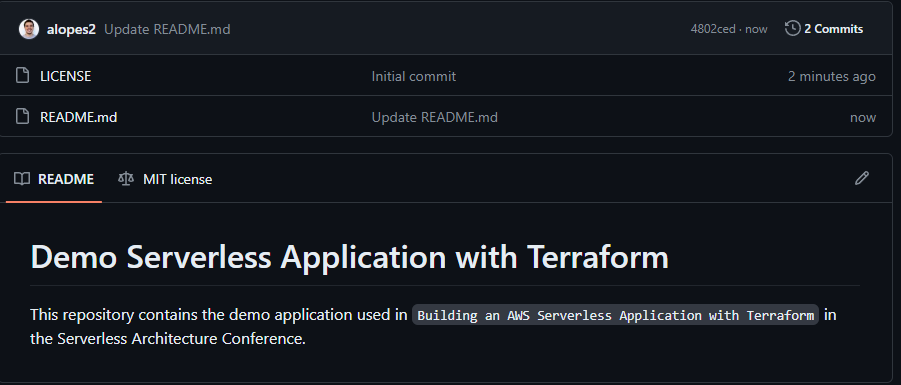 alopes2 Update README.md 4802ced · now 2 Commits
LICENSE Initial commit 2 minutes ago
README.md Update README.md now
README MIT license
Demo Serverless Application with Terraform
This repository contains the demo application used in Building an AWS Serverless Application with Terraform in
the Serverless Architecture Conference.